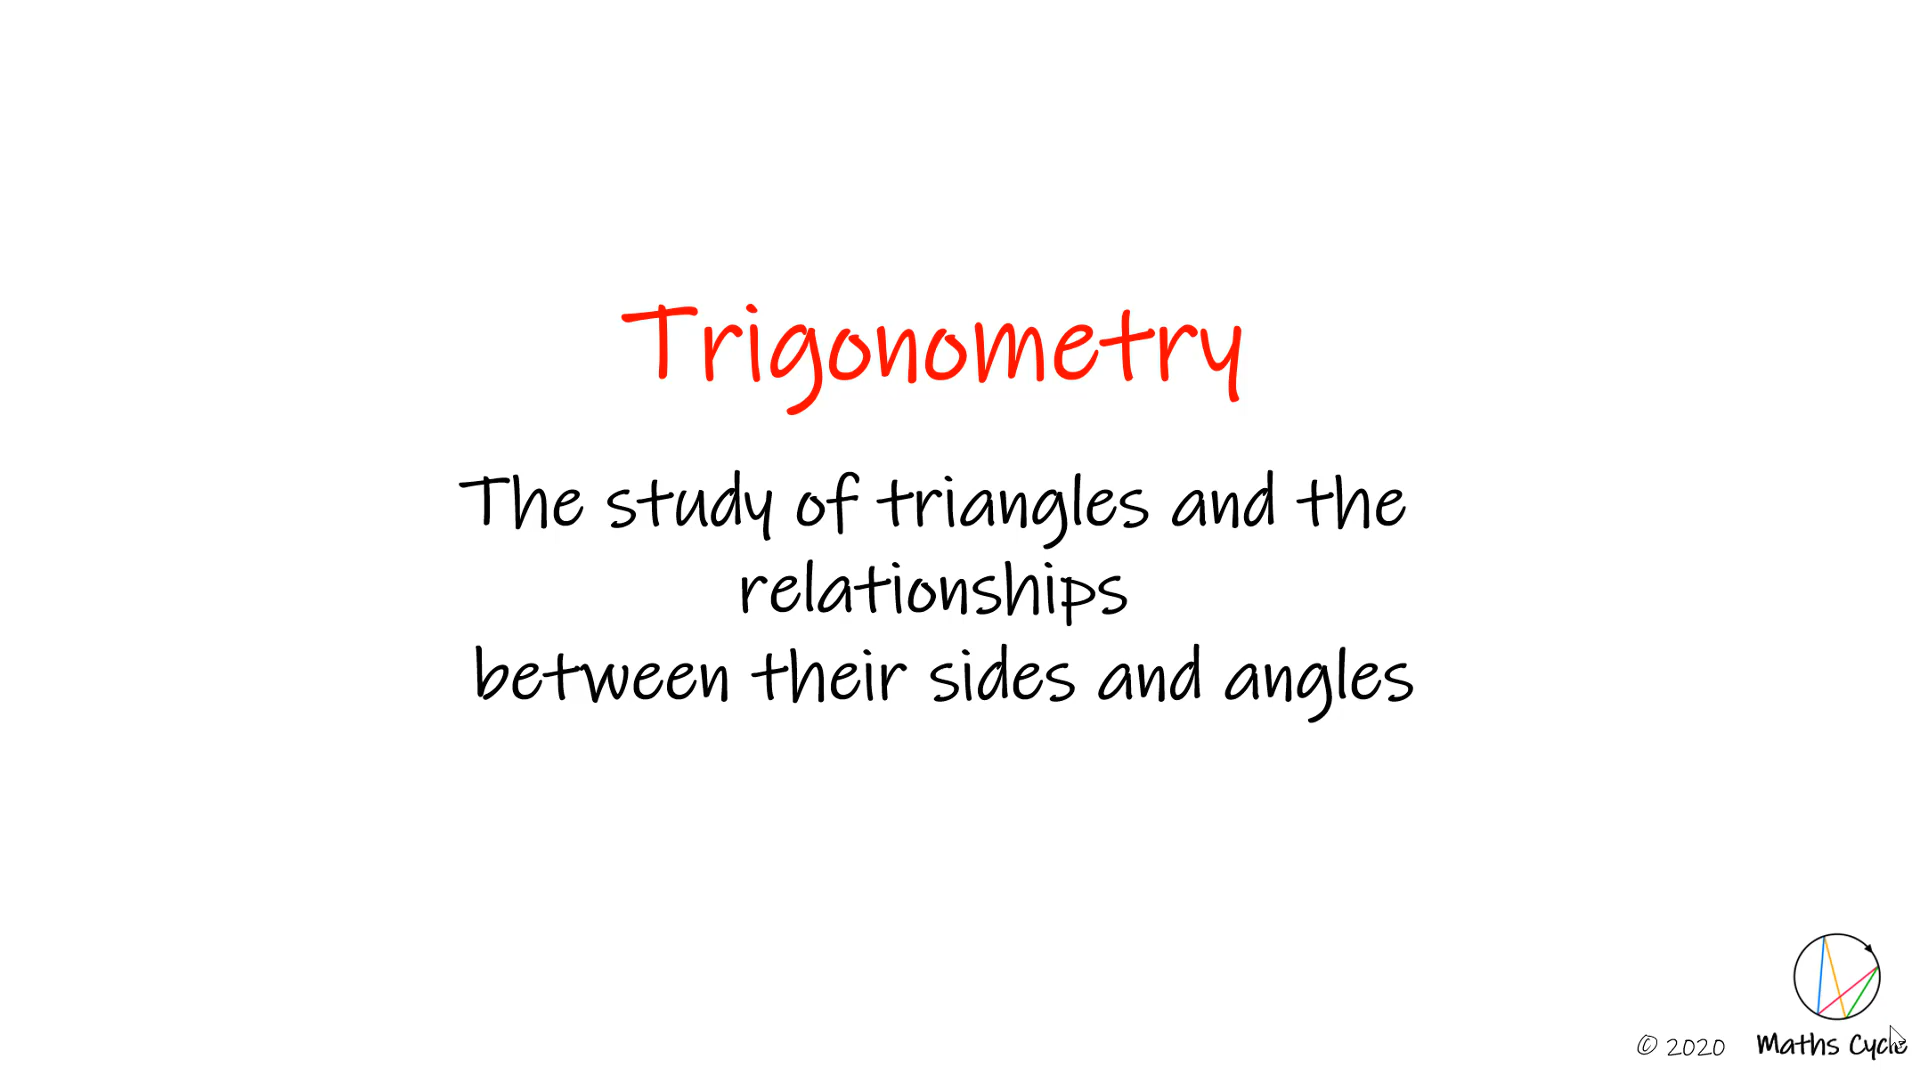 Trigonometry
The study of triangles and the
relationships
between their sides and angles
© 2020 Maths Cycle